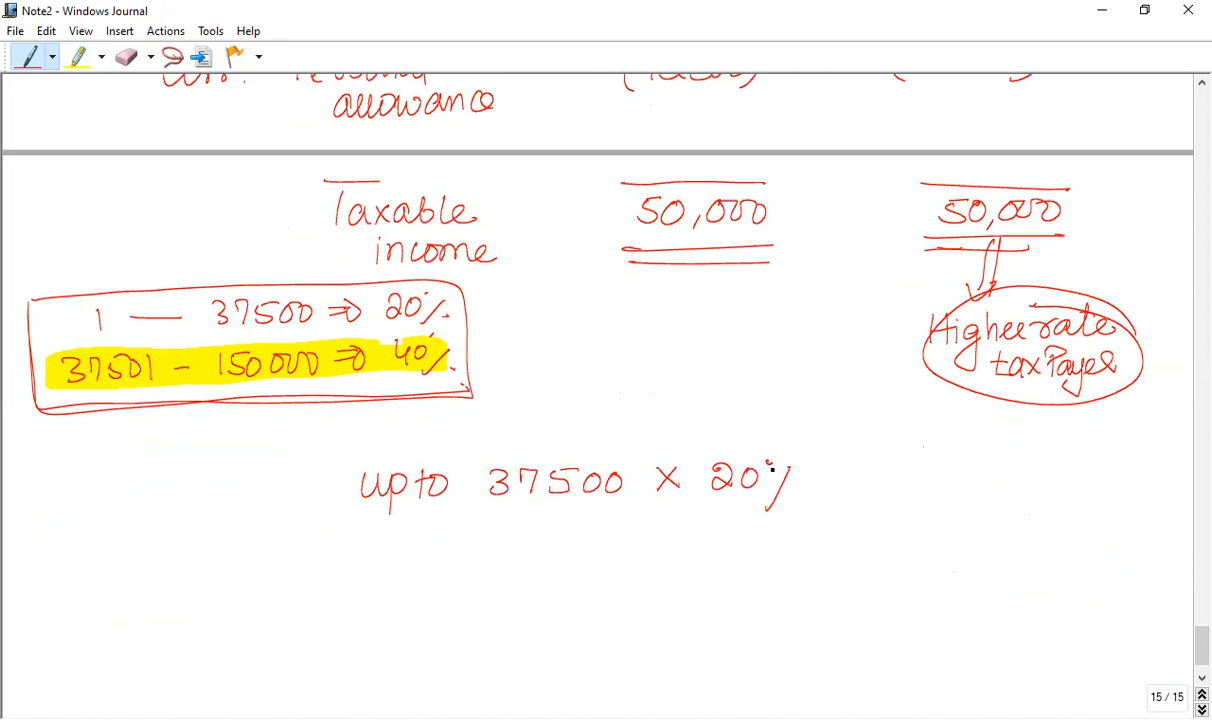 Note2 - Windows Journal
File Edit View Insert Actions Tools Help
allowance
Taxable 50,000 50,000
income
1 — 37500 ⇒ 20%.
37501 - 150000 ⇒ 40%.
Higher rate
tax Payer
upto 37500 X 20%
15 / 15